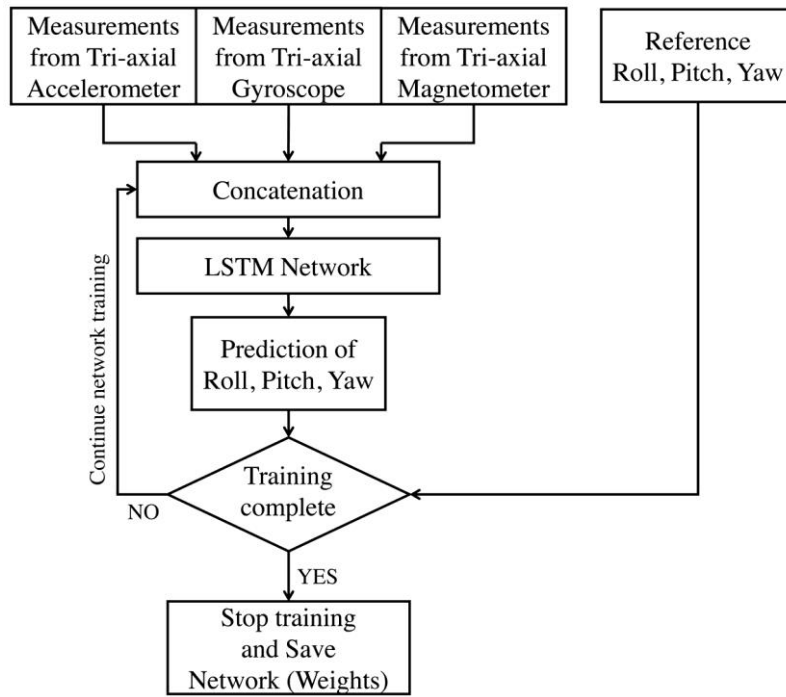 Measurements
from Tri-axial
Accelerometer
Measurements
from Tri-axial
Gyroscope
Measurements
from Tri-axial
Magnetometer
Reference
Roll, Pitch, Yaw
Concatenation
LSTM Network
Prediction of
Roll, Pitch, Yaw
Continue network training
Training
complete
NO
YES
Stop training
and Save
Network (Weights)